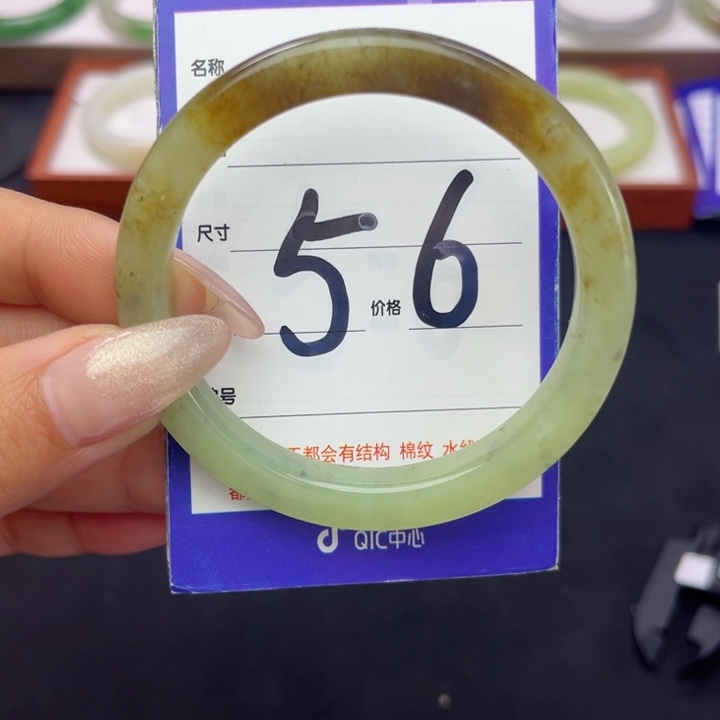 名称
尺寸 56
价格
号
都会有结构 棉纹 水
QIC中心